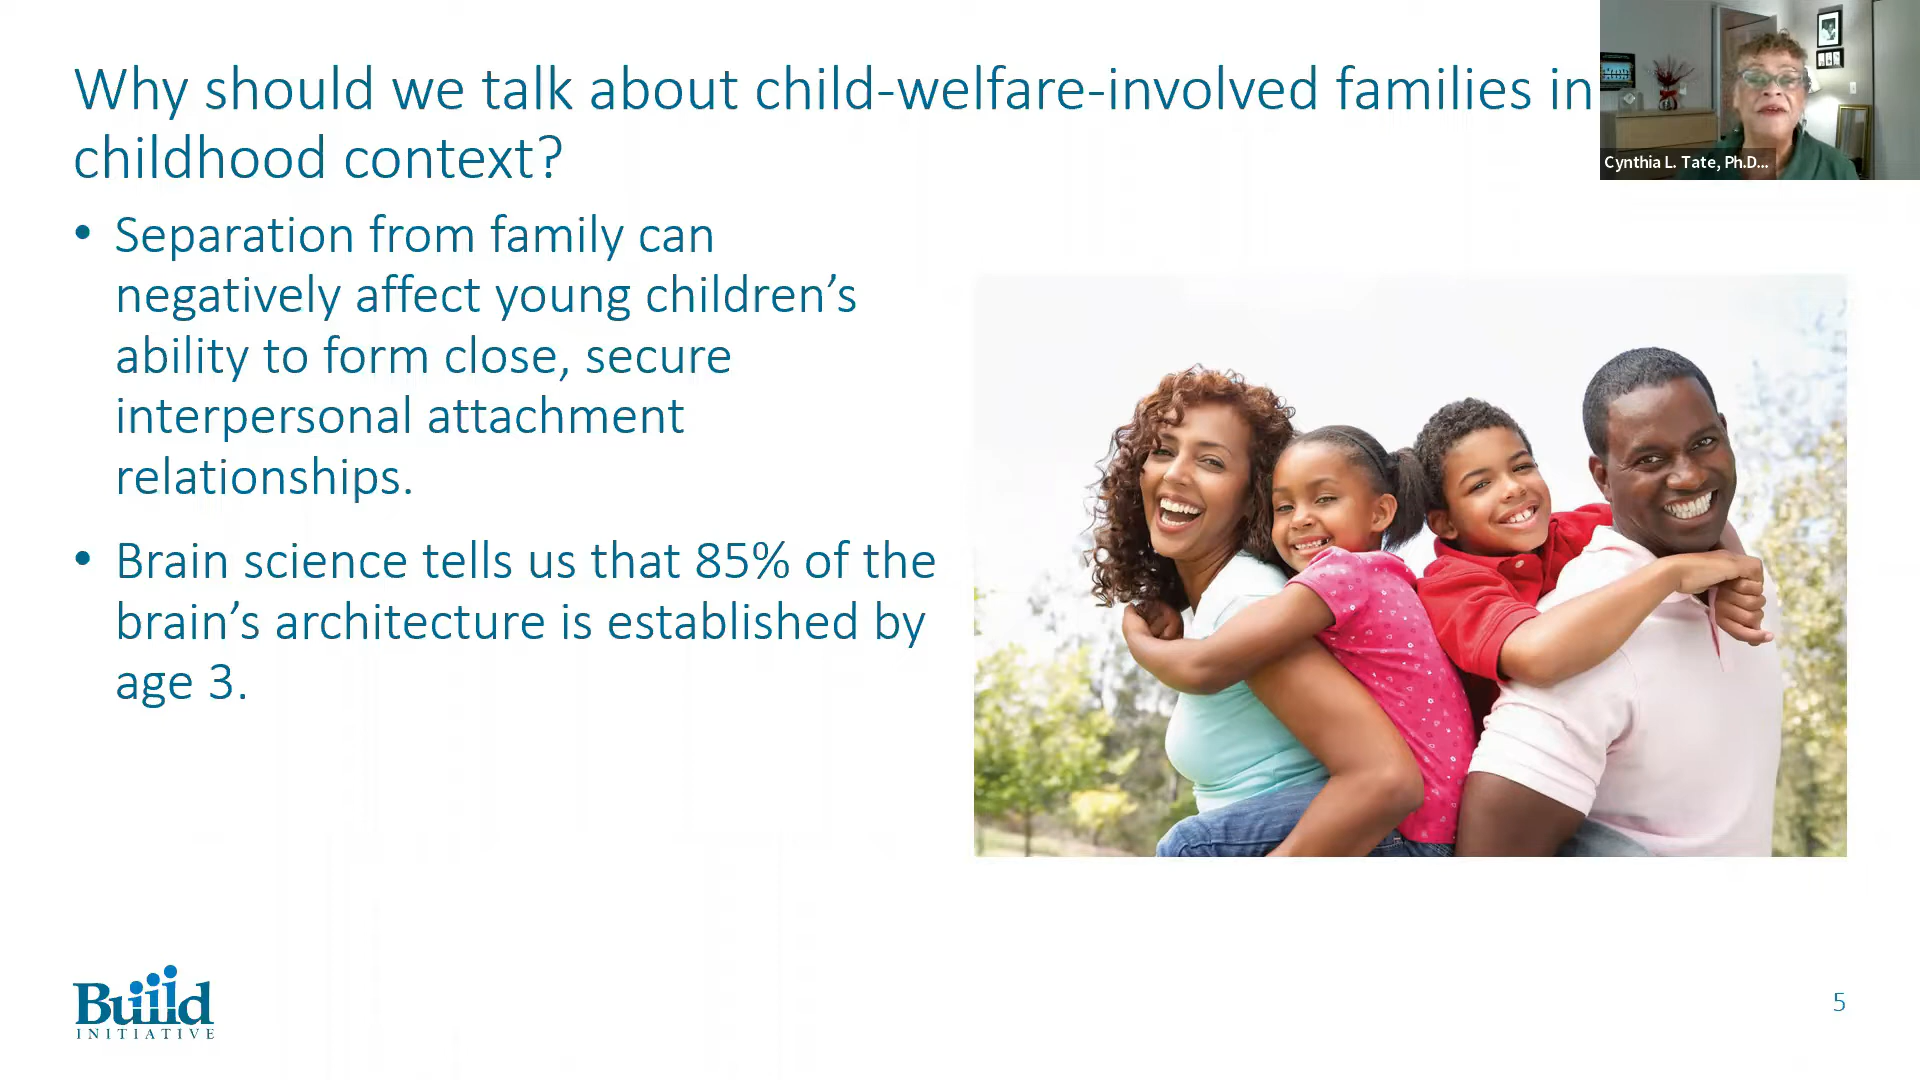 Why should we talk about child-welfare-involved families in
childhood context?
• Separation from family can
negatively affect young children’s
ability to form close, secure
interpersonal attachment
relationships.
• Brain science tells us that 85% of the
brain’s architecture is established by
age 3.
Cynthia L. Tate, Ph.D...
Build
INITIATIVE
5